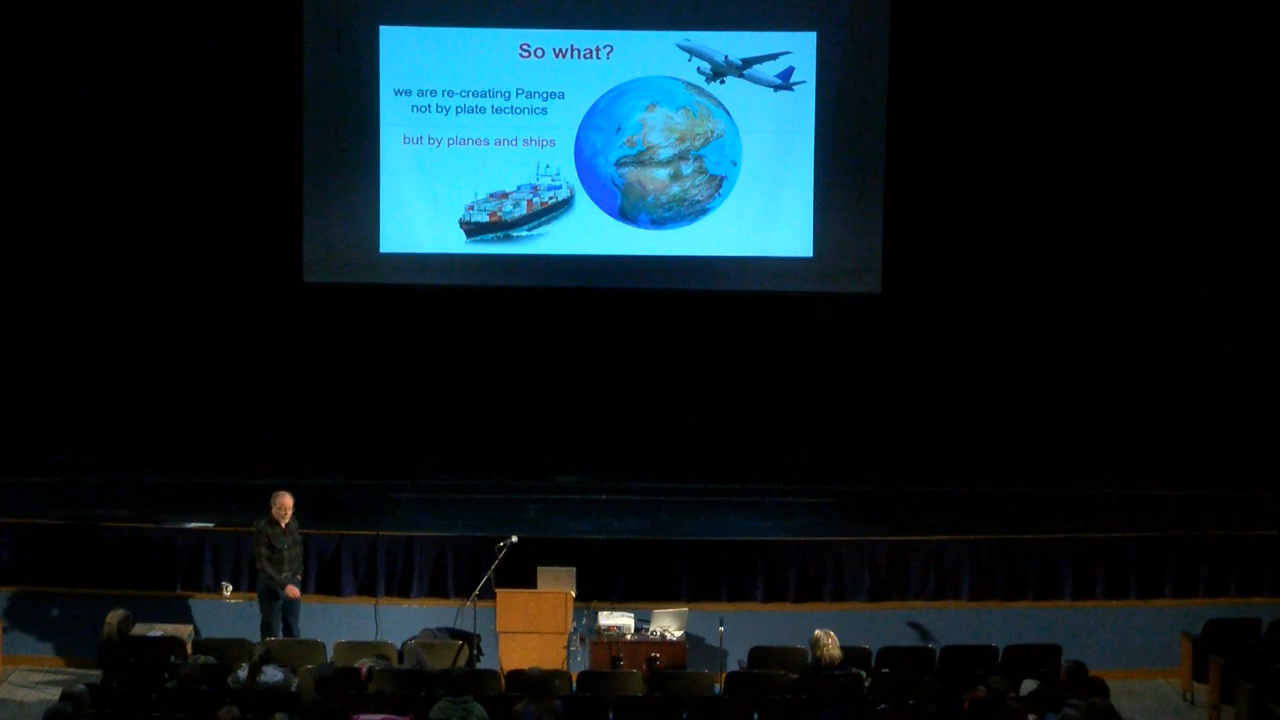 So what?
we are re-creating Pangea
not by plate tectonics
but by planes and ships